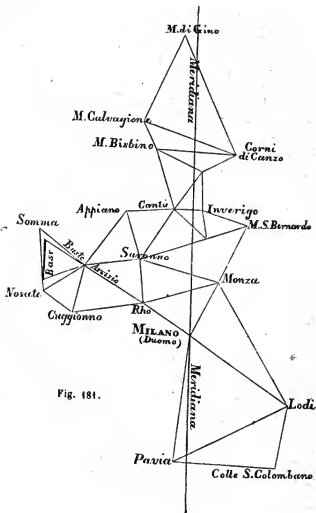 M. di Gino
Meridiana
M. Calvagione
M. Bisbino
Corni
di Canzo
Appiano
Cantù
Inverigo
Somma
M. S. Bernardo
Base
Busto
Arsizio
Saronno
Nosate
Monza
Cuggionno
Rho
MILANO
(Duomo)
Meridiana
Fig. 181.
Lodi
Pavia
Colle S. Colombano